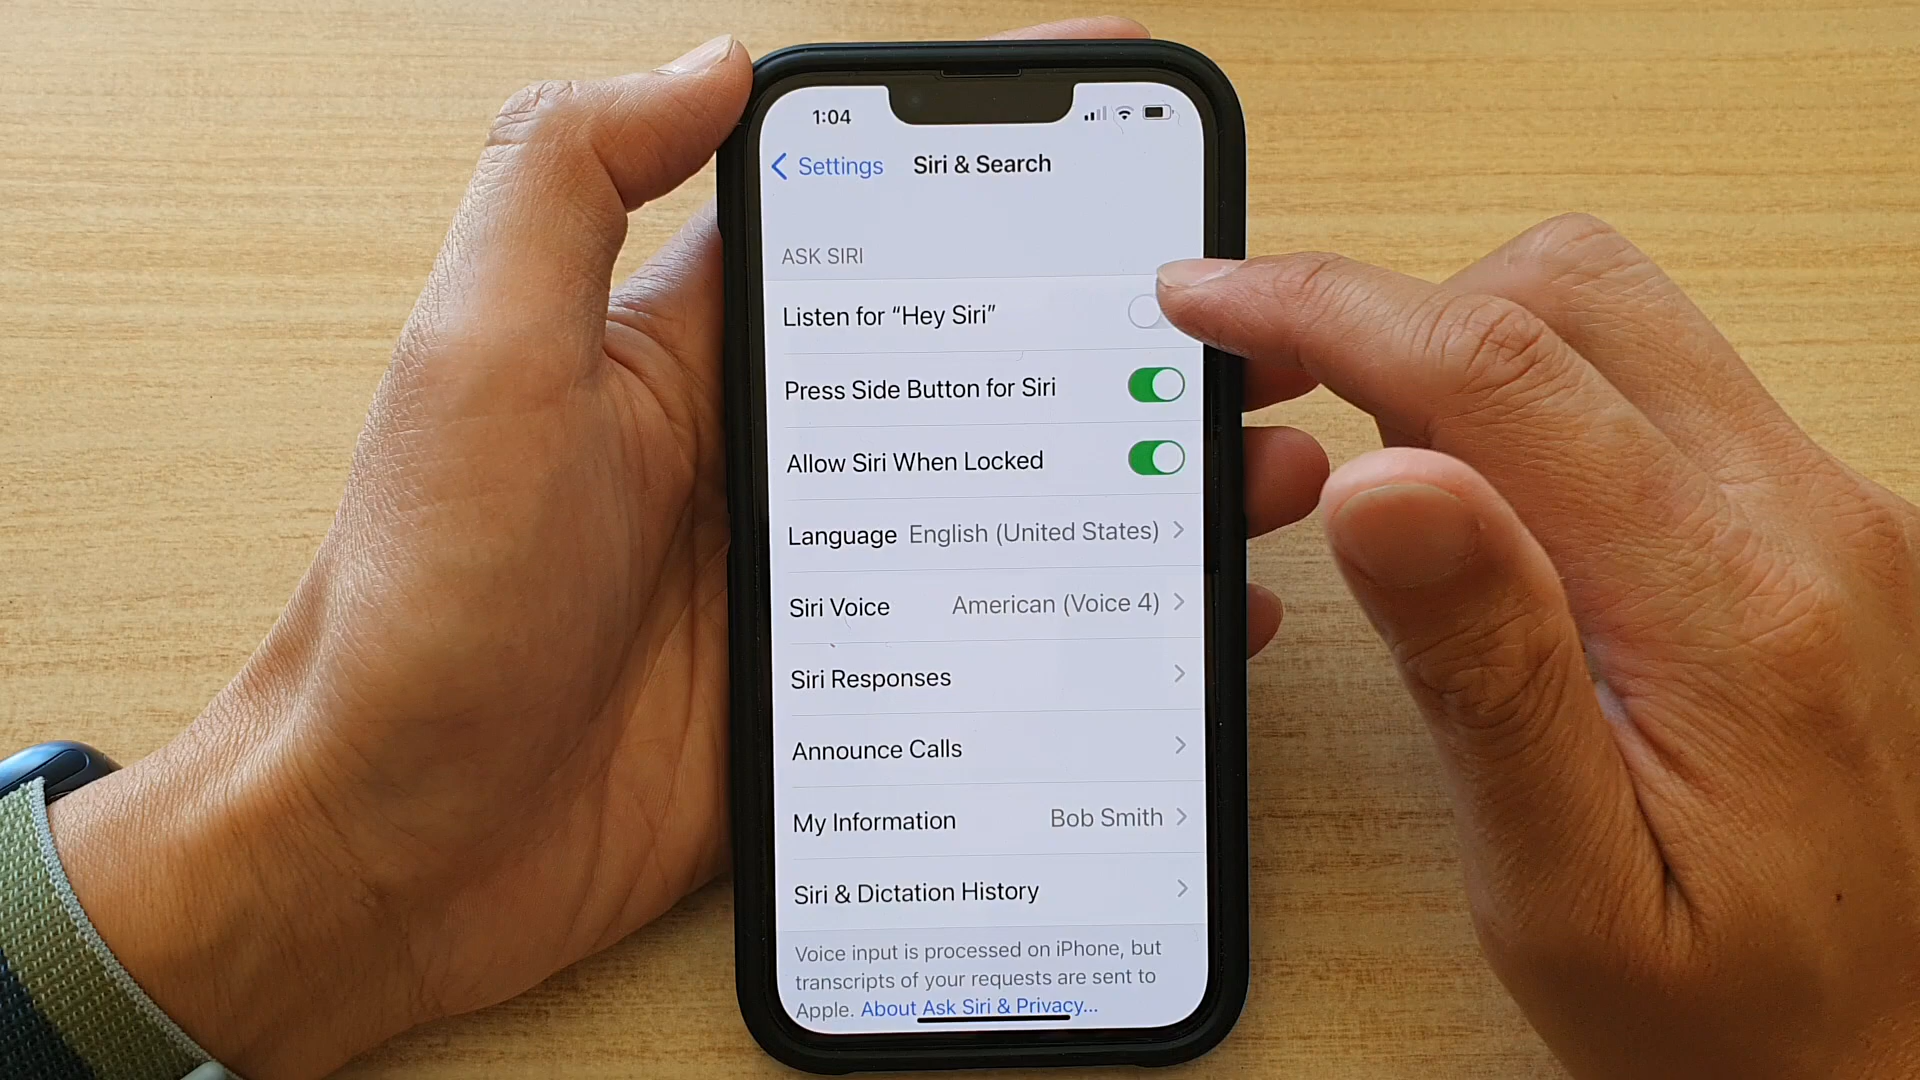 1:04
Settings Siri & Search
ASK SIRI
Listen for “Hey Siri”
Press Side Button for Siri
Allow Siri When Locked
Language English (United States)
Siri Voice American (Voice 4)
Siri Responses
Announce Calls
My Information Bob Smith
Siri & Dictation History
Voice input is processed on iPhone, but
transcripts of your requests are sent to
Apple. About Ask Siri & Privacy...